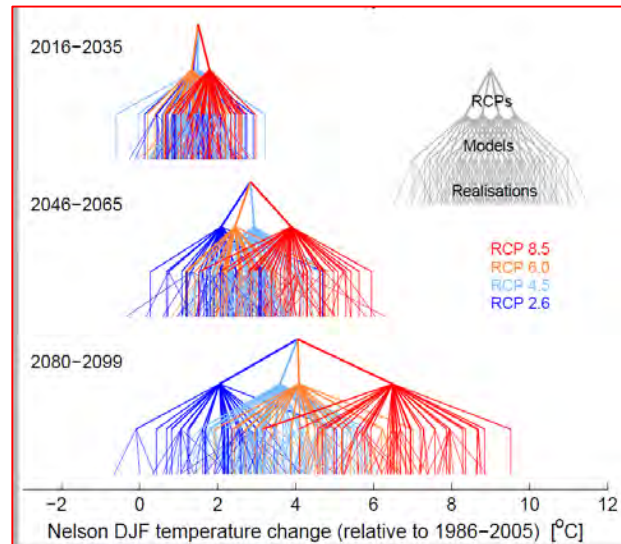 2016−2035
RCPs
Models
Realisations
2046−2065
RCP 8.5
RCP 6.0
RCP 4.5
RCP 2.6
2080−2099
−2 0 2 4 6 8 10 12
Nelson DJF temperature change (relative to 1986−2005) [°C]